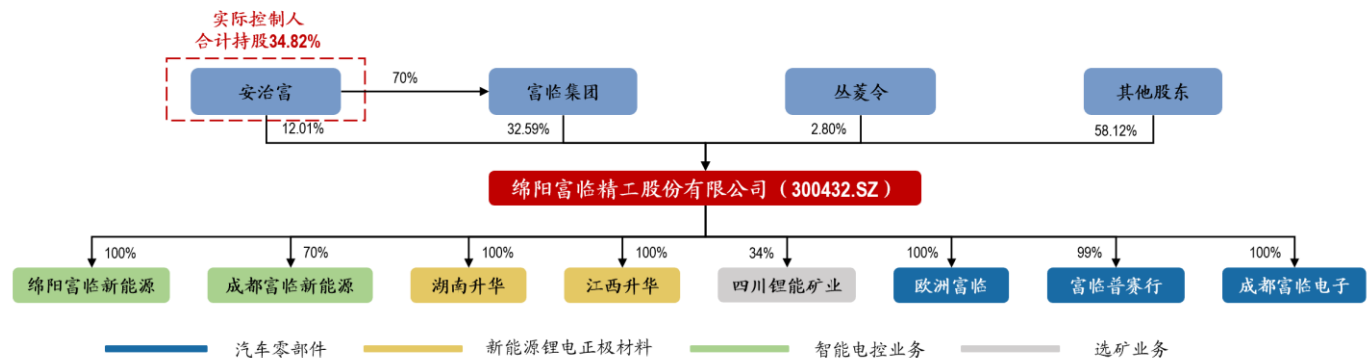 实际控制人
合计持股34.82%
安治富
70%
富临集团
丛菱令
其他股东
12.01%
32.59%
2.80%
58.12%
绵阳富临精工股份有限公司（300432.SZ）
100%
70%
100%
100%
34%
100%
99%
100%
绵阳富临新能源
成都富临新能源
湖南升华
江西升华
四川钽能矿业
欧洲富临
富临普赛行
成都富临电子
汽车零部件
新能源锂电正极材料
智能电控业务
选矿业务